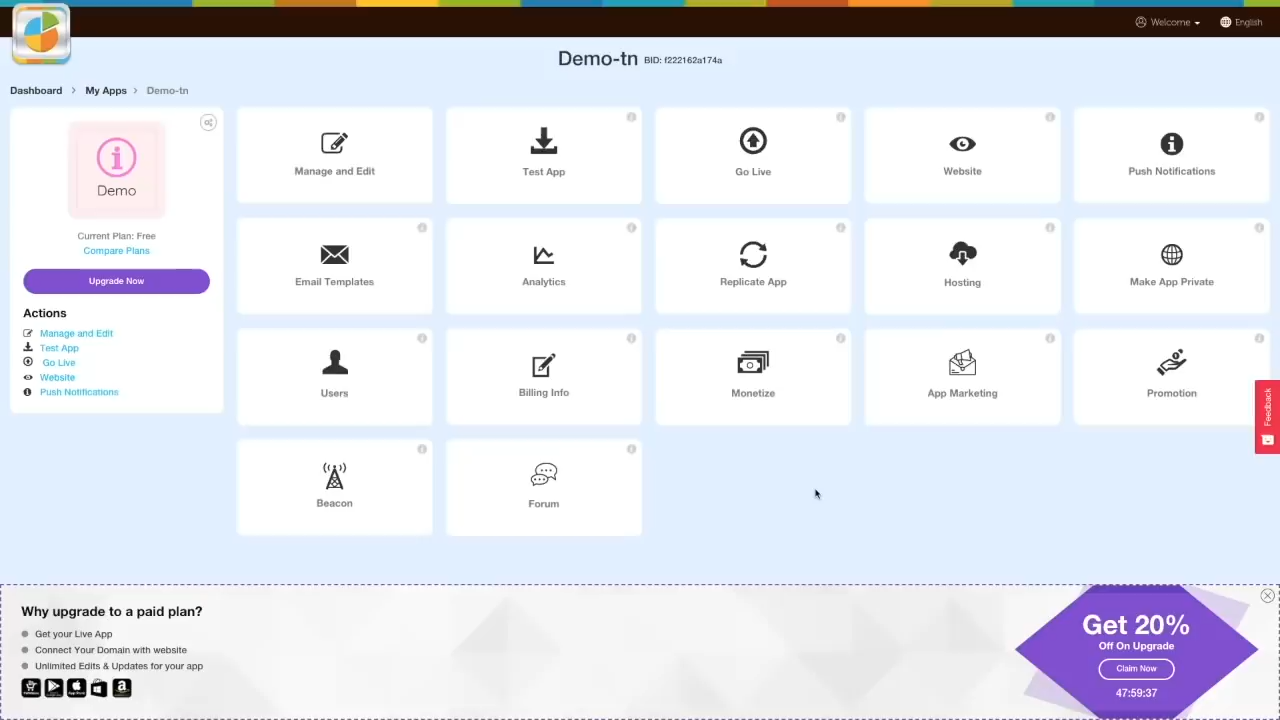 Welcome
English
Demo-tn BID: f222162a174a
Dashboard > My Apps > Demo-tn
Demo
Current Plan: Free
Compare Plans
Upgrade Now
Actions
Manage and Edit
Test App
Go Live
Website
Push Notifications
Manage and Edit
Test App
Go Live
Website
Push Notifications
Email Templates
Analytics
Replicate App
Hosting
Make App Private
Users
Billing Info
Monetize
App Marketing
Promotion
Beacon
Forum
Feedback
Why upgrade to a paid plan?
Get your Live App
Connect Your Domain with website
Unlimited Edits & Updates for your app
Get 20%
Off On Upgrade
Claim Now
47:59:37